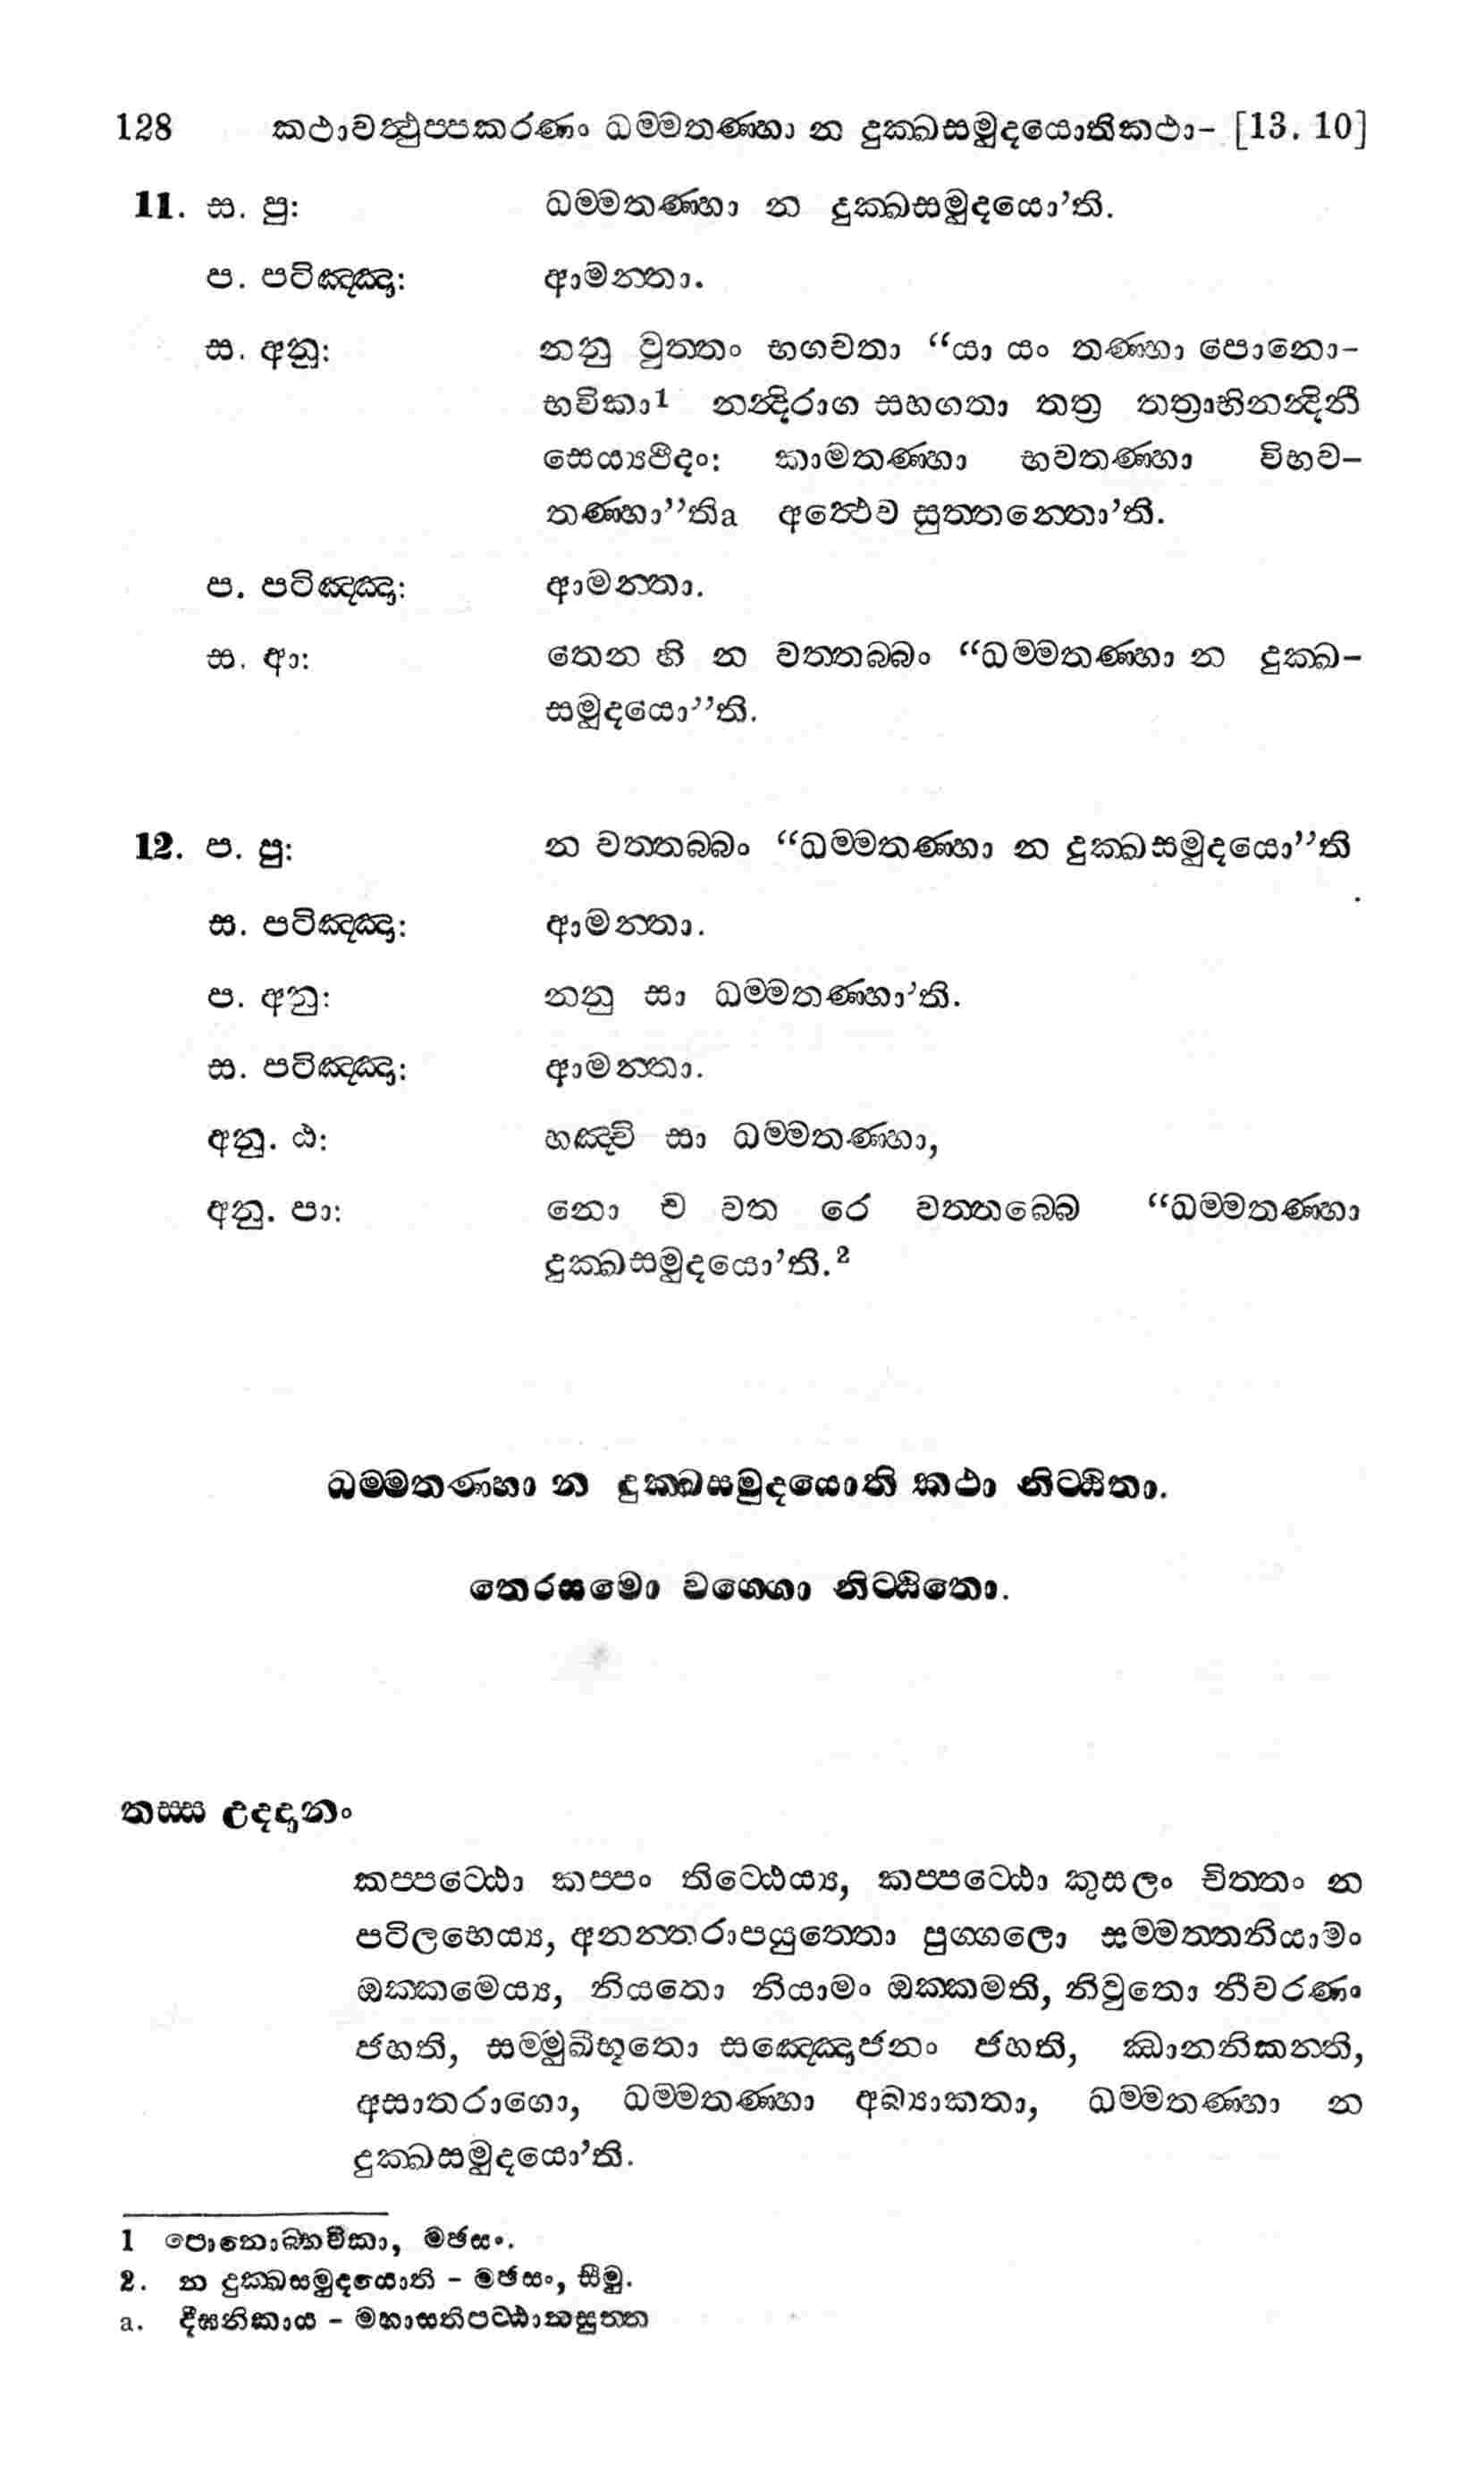 128 කථාවත්‍ථුප‍්පකරණං ධම‍්මතණ‍්හා න දුක‍්ඛසමුදයොතිකථා- [13. 10]
11. ස. පු: ධම‍්මතණ‍්හා න දුක‍්ඛසමුදයො’ති.
ප. පටිඤ‍්ඤා: ආමන‍්තා.
ස. අනු: නනු වුත‍්තං භගවතා “යා යං තණ‍්හා පොනො-
භවිකා1 නන්‍දිරාග සහගතා තත්‍ර තත්‍රාභිනන්‍දිනී
සෙය්‍යථිදං: කාමතණ‍්හා භවතණ‍්හා විභව-
තණ‍්හා”තිa අත්‍ථෙව සුත‍්තන‍්තො’ති.
ප. පටිඤ‍්ඤා: ආමන‍්තා.
ස. ආ: තෙන හි න වත‍්තබ‍්බං “ධම‍්මතණ‍්හා න දුක‍්ඛ-
සමුදයො”ති.
12. ප. පු: න වත‍්තබ‍්බං “ධම‍්මතණ‍්හා න දුක‍්ඛසමුදයො”ති
.
ස. පටිඤ‍්ඤා: ආමන‍්තා.
ප. අනු: නනු සා ධම‍්මතණ‍්හා’ති.
ස. පටිඤ‍්ඤා: ආමන‍්තා.
අනු. ඨ: හඤ‍්චි සා ධම‍්මතණ‍්හා,
අනු. පා: නො ච වත රෙ වත‍්තබ‍්බෙ “ධම‍්මතණ‍්හා
දුක‍්ඛසමුදයො’ති.2
ධම‍්මතණ‍්හා න දුක‍්ඛසමුදයොති කථා නිට‍්ඨිතා.
තෙරසමො වග‍්ගො නිට‍්ඨිතො.
තස‍්ස උද‍්දානං
කප‍්පට‍්ඨො කප‍්පං තිට‍්ඨෙය්‍ය, කප‍්පට‍්ඨො කුසලං චිත‍්තං න
පටිලභෙය්‍ය, අනන‍්තරාපයුත‍්තො පුග‍්ගලො සම‍්මත‍්තනියාමං
ඔක‍්කමෙය්‍ය, නියතො නියාමං ඔක‍්කමති, නිවුතො නීවරණං
ජහති, සම‍්මුඛීභූතො සඤ‍්ඤොජනං ජහති, ඣානනිකන‍්ති,
අසාතරාගො, ධම‍්මතණ‍්හා අබ්‍යාකතා, ධම‍්මතණ‍්හා න
දුක‍්ඛසමුදයො’ති.
1 පොනොබ‍්භවිකා, මඡසං.
2. න දුක‍්ඛසමුදයොති - මඡසං, සීමු.
a. දීඝනිකාය - මහාසතිපට‍්ඨානසුත‍්ත